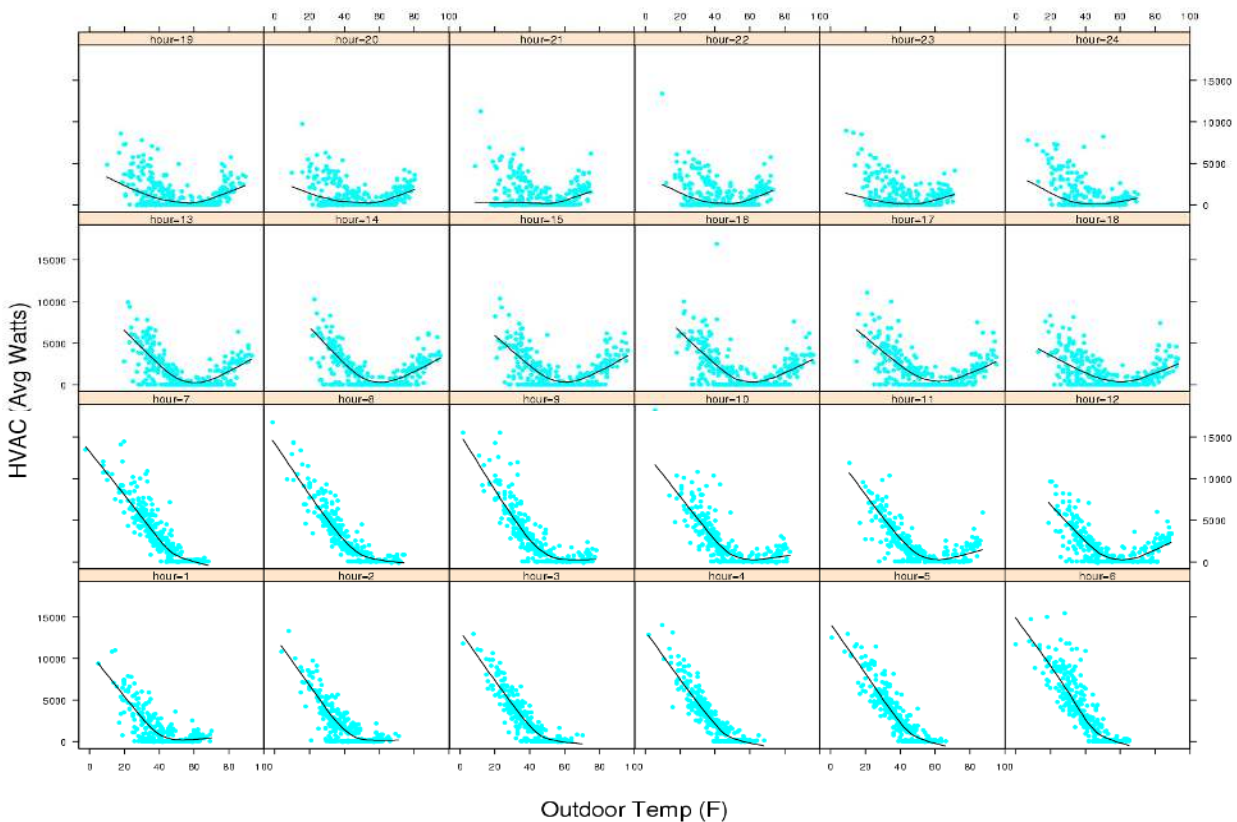 0 20 40 60 80 100 0 20 40 60 80 100 0 20 40 60 80 100
hour-19 hour-20 hour-21 hour-22 hour-23 hour-24
15000
10000
5000
0
hour-13 hour-14 hour-15 hour-16 hour-17 hour-18
15000
10000
5000
0
hour-7 hour-8 hour-9 hour-10 hour-11 hour-12
15000
10000
5000
0
hour-1 hour-2 hour-3 hour-4 hour-5 hour-6
15000
10000
5000
0
0 20 40 60 80 100 0 20 40 60 80 100 0 20 40 60 80 100
HVAC (Avg Watts)
Outdoor Temp (F)